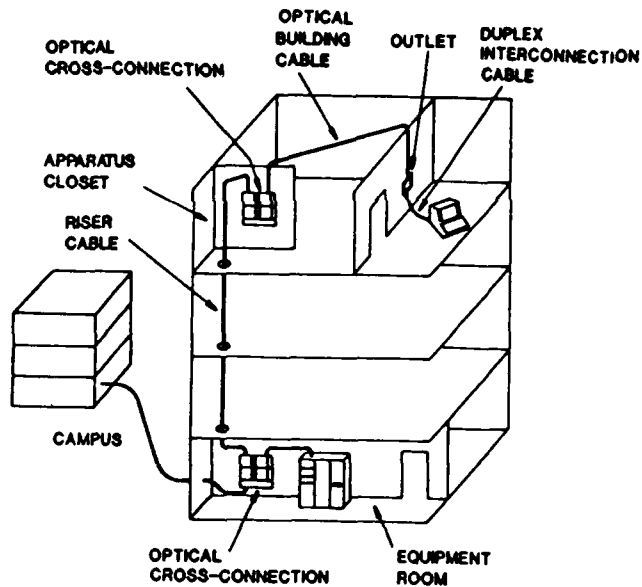 OPTICAL
BUILDING
CABLE
OPTICAL
CROSS-CONNECTION
OUTLET
DUPLEX
INTERCONNECTION
CABLE
APPARATUS
CLOSET
RISER
CABLE
CAMPUS
OPTICAL
CROSS-CONNECTION
EQUIPMENT
ROOM